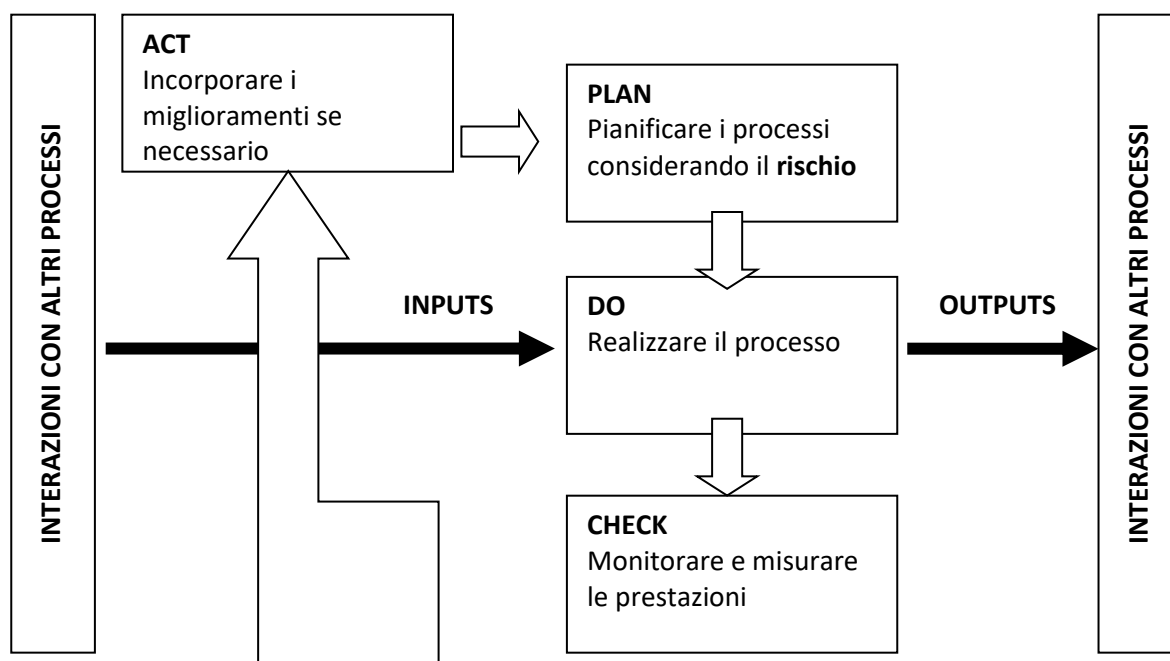 INTERAZIONI CON ALTRI PROCESSI
ACT
Incorporare i
miglioramenti se
necessario
PLAN
Pianificare i processi
considerando il rischio
INPUTS
DO
Realizzare il processo
OUTPUTS
CHECK
Monitorare e misurare
le prestazioni
INTERAZIONI CON ALTRI PROCESSI